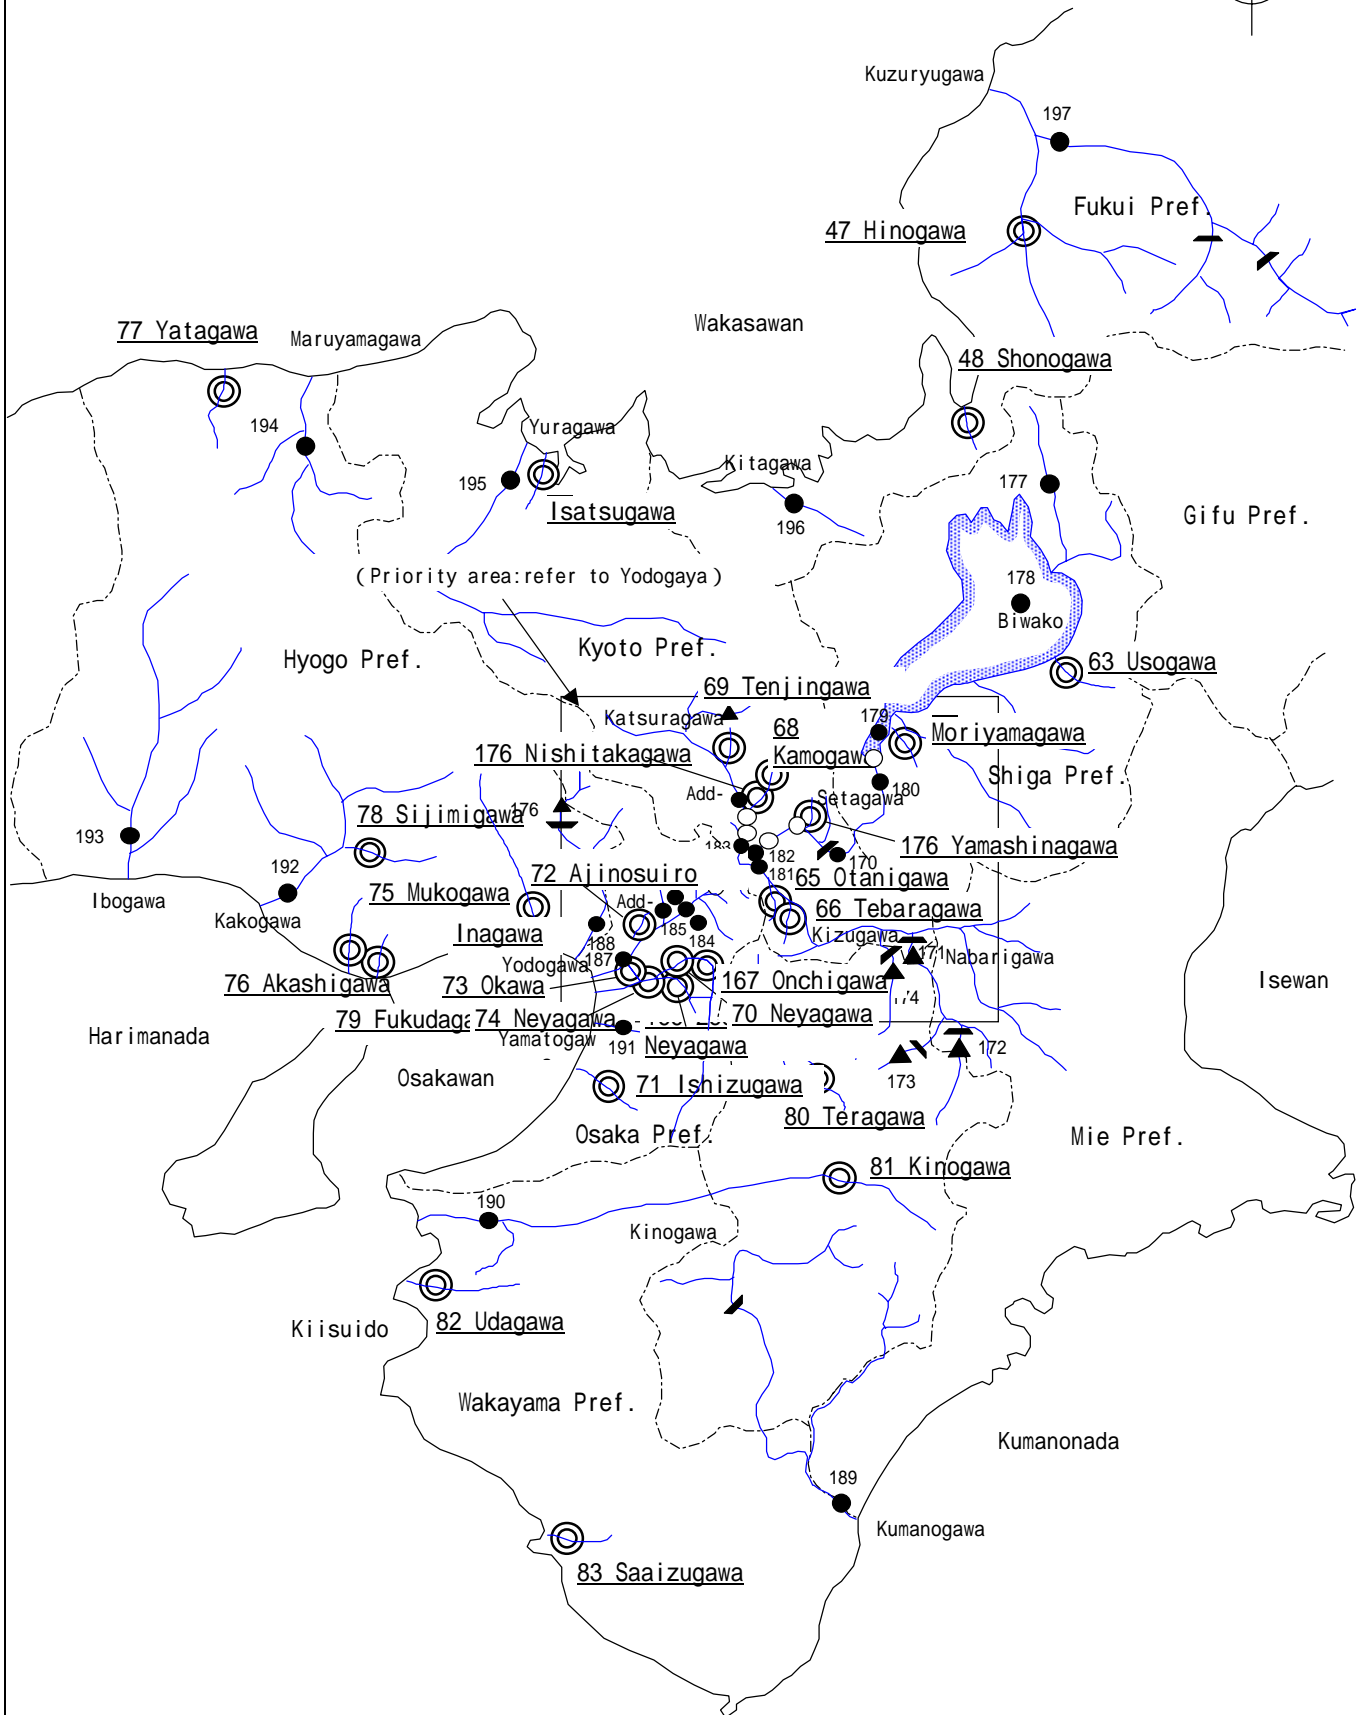 Kuzuryugawa
197
Fukui Pref.
47 Hinogawa
Wakasawan
77 Yatagawa
Maruyamagawa
48 Shonogawa
194
Yuragawa
Kitagawa
195
177
Isatsugawa
196
Gifu Pref.
(Priority area:refer to Yodogaya)
178
Biwako
Kyoto Pref.
Hyogo Pref.
63 Usogawa
69 Tenjingawa
Katsuragawa
179
68
Kamogawa
Moriyamagawa
176 Nishitakagawa
Shiga Pref.
Add-
180
Setagawa
176
78 Sijimigawa
193
183
182
170
176 Yamashinagawa
181
72 Ajinosuiro
65 Otanigawa
192
75 Mukogawa
Ibogawa
Add-
66 Tebaragawa
Kakogawa
185
Inagawa
188
184
Kizugawa
171
Nabarigawa
187
Yodogawa
76 Akashigawa
73 Okawa
167 Onchigawa
174
Isewan
79 Fukudaga
74 Neyagawa
70 Neyagawa
Harimanada
Yamatogaw
191
Neyagawa
172
173
Osakawan
71 Ishizugawa
80 Teragawa
Osaka Pref.
Mie Pref.
81 Kinogawa
190
Kinogawa
82 Udagawa
Kiisuido
Wakayama Pref.
Kumanonada
189
Kumanogawa
83 Saaizugawa